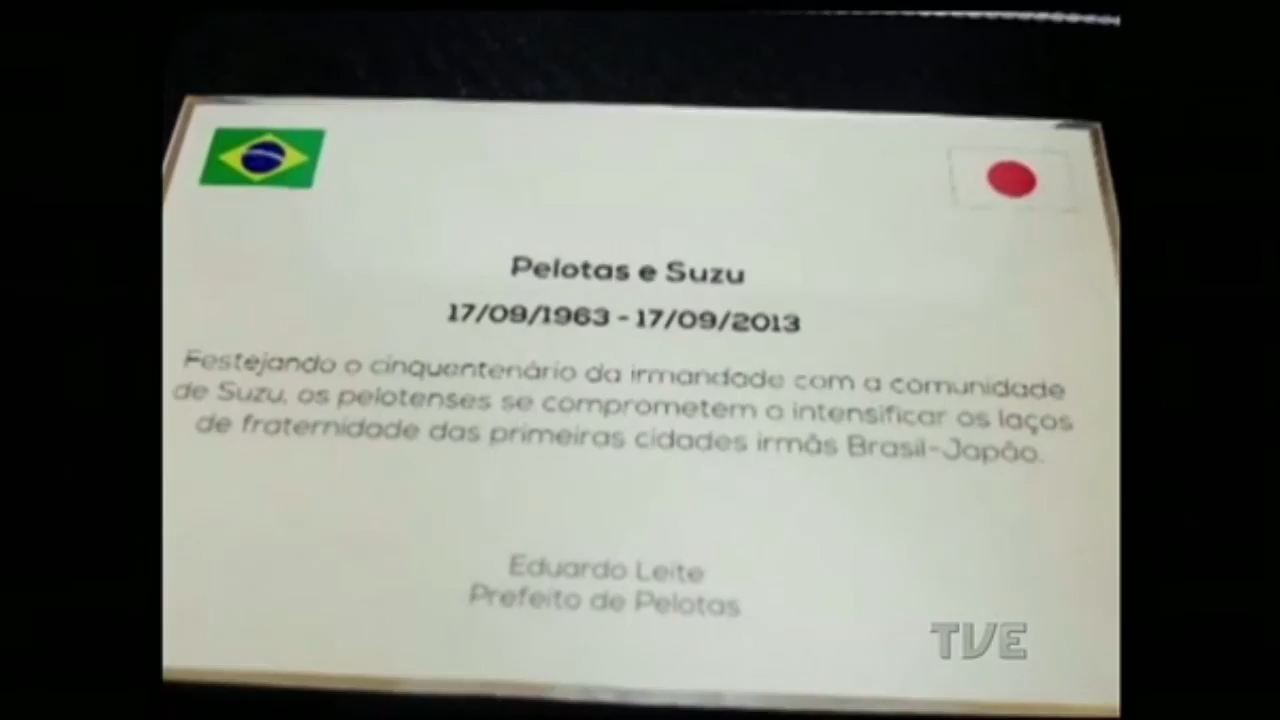 Pelotas e Suzu
17/09/1963 - 17/09/2013
Festejando o cinquentenário da irmandade com a comunidade
de Suzu, os pelotenses se comprometem a intensificar os laços
de fraternidade das primeiras cidades irmãs Brasil-Japão.
Eduardo Leite
Prefeito de Pelotas
TVE